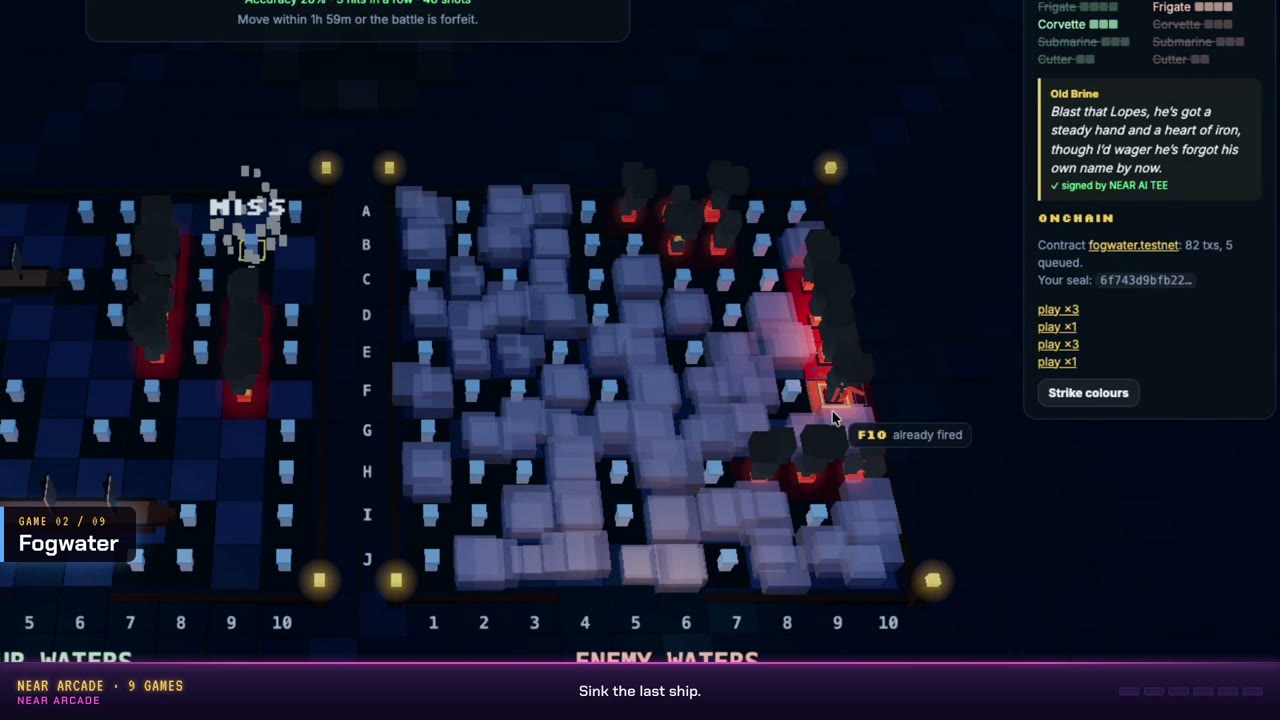 Accuracy 20% · 3 hits in a row · 46 shots
Move within 1h 59m or the battle is forfeit.
Frigate
Frigate
Corvette
Corvette
Submarine
Submarine
Cutter
Cutter
Old Brine
Blast that Lopes, he's got a
steady hand and a heart of iron,
though I'd wager he's forgot his
own name by now.
✓ signed by NEAR AI TEE
ONCHAIN
Contract fogwater.testnet: 82 txs, 5
queued.
Your seal: 6f743d9bfb22…
play ×3
play ×1
play ×3
play ×1
Strike colours
MISS
A
B
C
D
E
F
G
H
I
J
F10 already fired
GAME 02 / 09
Fogwater
5 6 7 8 9 10
1 2 3 4 5 6 7 8 9 10
WATERS
ENEMY WATERS
NEAR ARCADE · 9 GAMES
NEAR ARCADE
Sink the last ship.